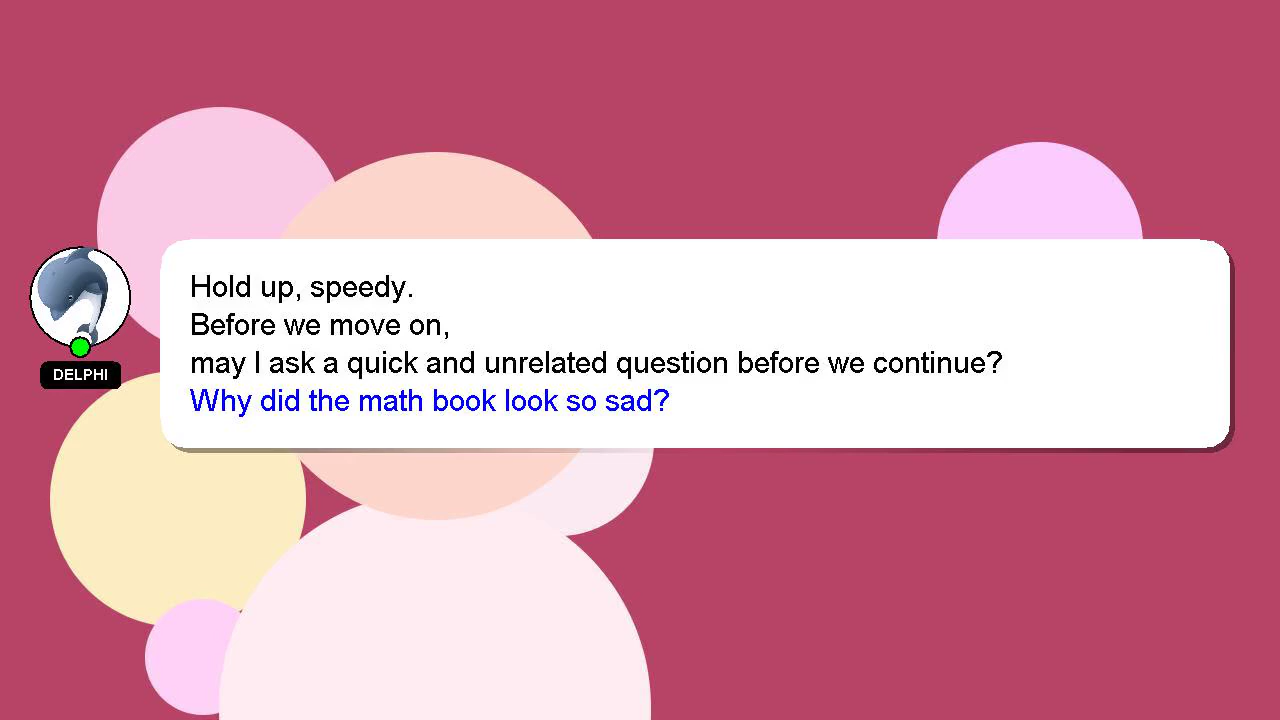 Hold up, speedy.
Before we move on,
may I ask a quick and unrelated question before we continue?
Why did the math book look so sad?
DELPHI